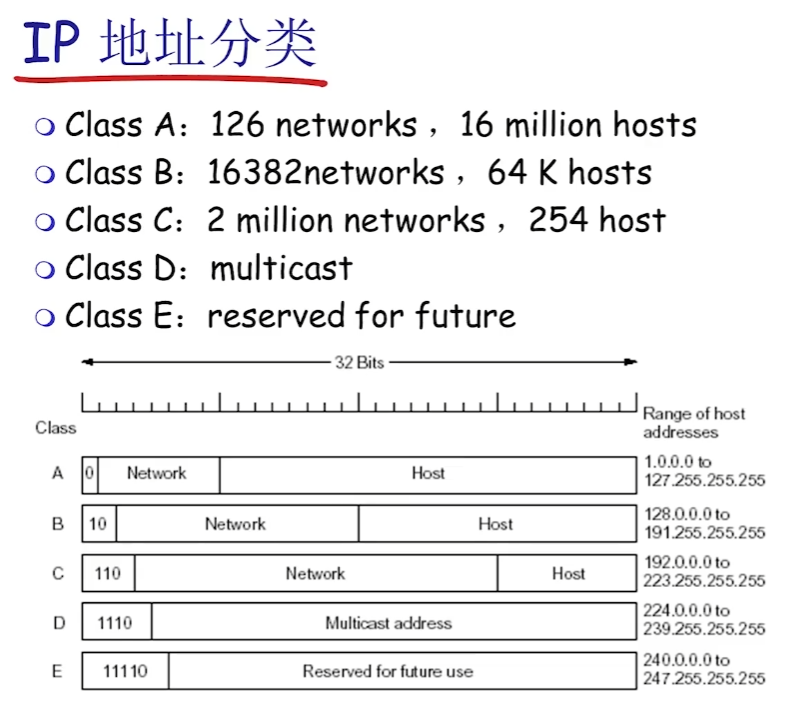 IP 地址分类
Class A：126 networks ，16 million hosts
Class B：16382networks ，64 K hosts
Class C：2 million networks ，254 host
Class D：multicast
Class E：reserved for future
32 Bits
Class
Range of host
addresses
A
0
Network
Host
1.0.0.0 to
127.255.255.255
B
10
Network
Host
128.0.0.0 to
191.255.255.255
C
110
Network
Host
192.0.0.0 to
223.255.255.255
D
1110
Multicast address
224.0.0.0 to
239.255.255.255
E
11110
Reserved for future use
240.0.0.0 to
247.255.255.255